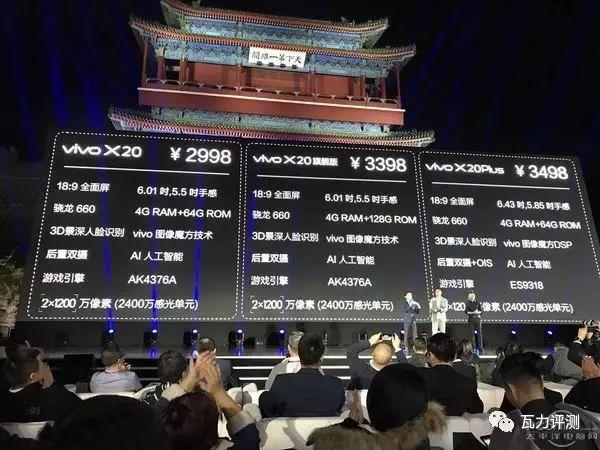 天下第一雄關
vivo X20 ￥2998
18:9 全面屏 6.01 吋,5.5 吋手感
骁龙 660 4G RAM+64G ROM
3D景深人脸识别 vivo 图像魔方技术
后置双摄 AI 人工智能
游戏引擎 AK4376A
2×1200 万像素 (2400万感光单元)
vivo X20 旗舰版 ￥3398
18:9 全面屏 6.01 吋,5.5 吋手感
骁龙 660 4G RAM+128G ROM
3D景深人脸识别 vivo 图像魔方技术
后置双摄 AI 人工智能
游戏引擎 AK4376A
2×1200 万像素 (2400万感光单元)
vivo X20Plus ￥3498
18:9 全面屏 6.43 吋,5.85 吋手感
骁龙 660 4G RAM+64G ROM
3D景深人脸识别 vivo 图像魔方DSP
后置双摄+OIS AI 人工智能
游戏引擎 ES9318
2×120 万像素 (2400万感光单元)
瓦力评测
太平洋电脑网